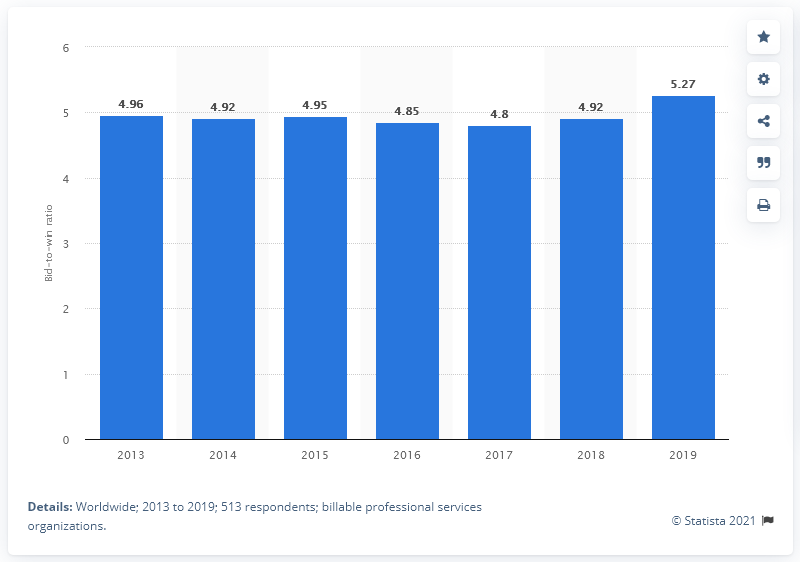 6
5
4
3
2
1
0
Bid-to-win ratio
4.96
4.92
4.95
4.85
4.8
4.92
5.27
2013 2014 2015 2016 2017 2018 2019
Details: Worldwide; 2013 to 2019; 513 respondents; billable professional services
organizations.
© Statista 2021